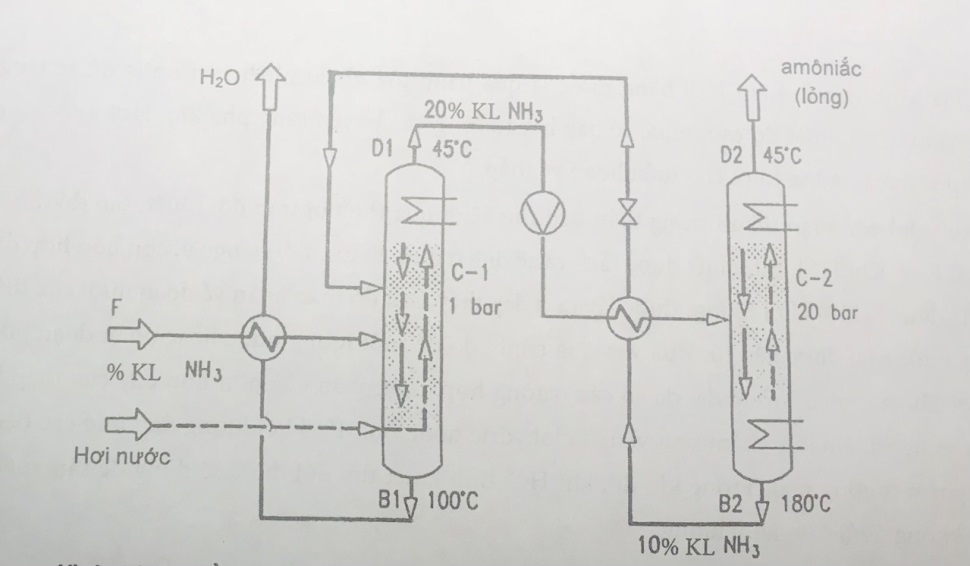 H₂O
amôniắc
(lỏng)
20% KL NH₃
D1 45°C
D2 45°C
C-1
1 bar
C-2
20 bar
F
% KL NH₃
Hơi nước
B1 100°C
B2 180°C
10% KL NH₃